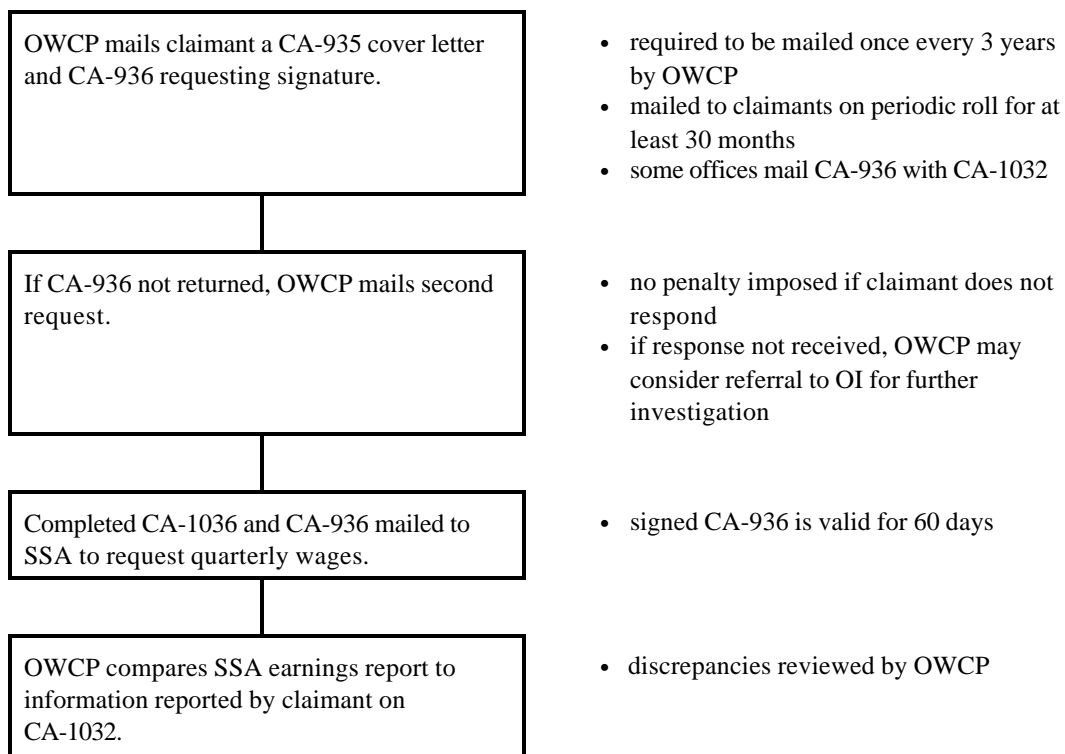 OWCP mails claimant a CA-935 cover letter
and CA-936 requesting signature.
• required to be mailed once every 3 years
by OWCP
• mailed to claimants on periodic roll for at
least 30 months
• some offices mail CA-936 with CA-1032
If CA-936 not returned, OWCP mails second
request.
• no penalty imposed if claimant does not
respond
• if response not received, OWCP may
consider referral to OI for further
investigation
Completed CA-1036 and CA-936 mailed to
SSA to request quarterly wages.
• signed CA-936 is valid for 60 days
OWCP compares SSA earnings report to
information reported by claimant on
CA-1032.
• discrepancies reviewed by OWCP